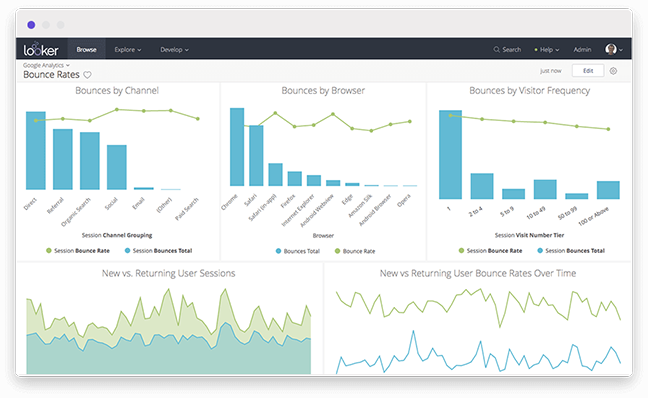 looker
Browse
Explore
Develop
Search
Help
Admin
Google Analytics
Bounce Rates
just now
Edit
Bounces by Channel
Direct
Referral
Organic Search
Social
Email
(Other)
Paid Search
Session Channel Grouping
Session Bounce Rate
Session Bounces Total
Bounces by Browser
Chrome
Safari
Safari (in-app)
Firefox
Internet Explorer
Android Webview
Edge
Amazon Silk
Android Browser
Opera
Browser
Bounces Total
Bounce Rate
Bounces by Visitor Frequency
1
2 to 4
5 to 9
10 to 49
50 to 99
100 or Above
Session Visit Number Tier
Session Bounce Rate
Session Bounces Total
New vs. Returning User Sessions
New vs Returning User Bounce Rates Over Time